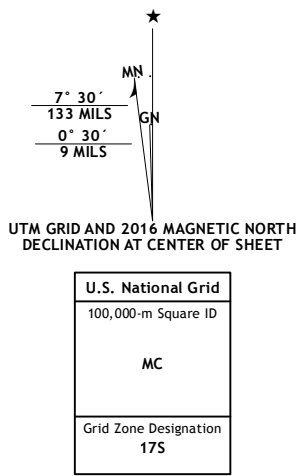 ★
MN
7° 30´
133 MILS
GN
0° 30´
9 MILS
UTM GRID AND 2016 MAGNETIC NORTH
DECLINATION AT CENTER OF SHEET
U.S. National Grid
100,000-m Square ID
MC
Grid Zone Designation
17S